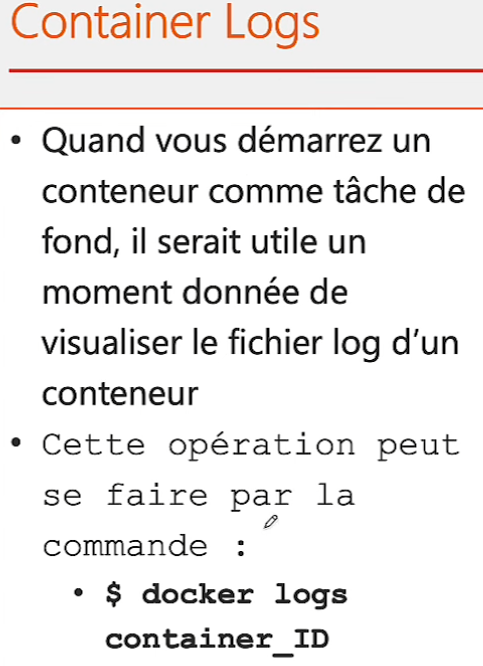 Container Logs
• Quand vous démarrez un
conteneur comme tâche de
fond, il serait utile un
moment donnée de
visualiser le fichier log d’un
conteneur
• Cette opération peut
se faire par la
commande :
• $ docker logs
container_ID